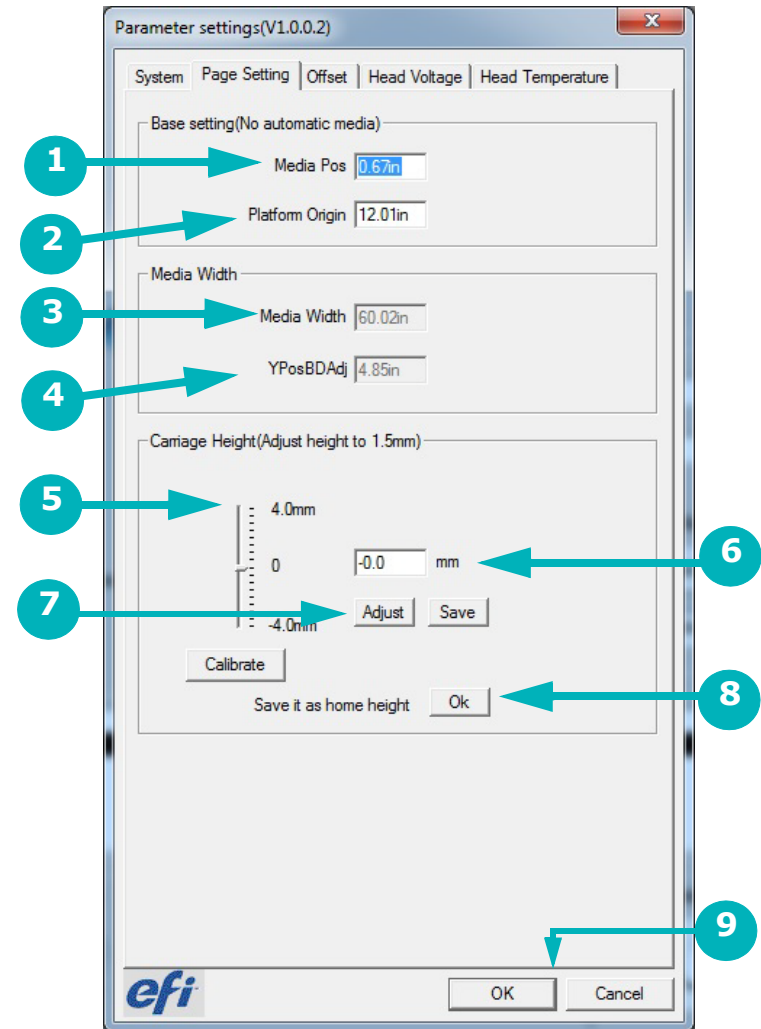 Parameter settings(V1.0.0.2)
System Page Setting Offset Head Voltage Head Temperature
Base setting(No automatic media)
1
Media Pos 0.67in
Platform Origin 12.01in
2
Media Width
3
Media Width 60.02in
YPosBDAdj 4.85in
4
Carriage Height(Adjust height to 1.5mm)
5
4.0mm
6
0 -0.0 mm
7
Adjust Save
-4.0mm
Calibrate
8
Save it as home height Ok
9
efi
OK Cancel